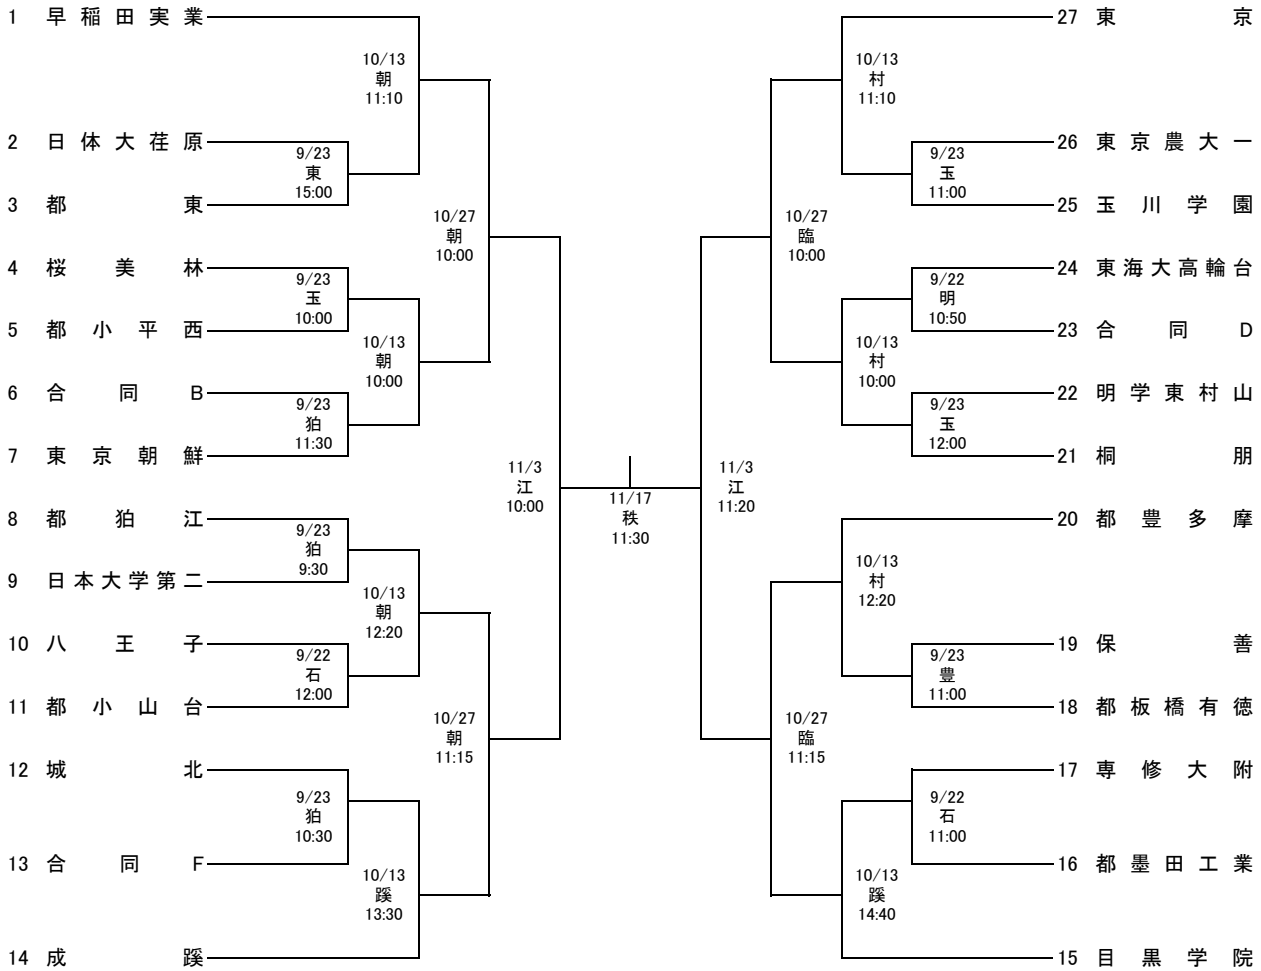 1 早稲田実業
10/13
朝
11:10
2 日体大荏原
9/23
東
15:00
3 都東
10/27
朝
10:00
4 桜美林
9/23
玉
10:00
5 都小平西
10/13
朝
10:00
6 合同B
9/23
狛
11:30
7 東京朝鮮
11/3
江
10:00
8 都狛江
9/23
狛
9:30
9 日本大学第二
10/13
朝
12:20
10 八王子
9/22
石
12:00
11 都小山台
10/27
朝
11:15
12 城北
9/23
狛
10:30
13 合同F
10/13
蹊
13:30
14 成蹊
11/17
秩
11:30
27 東京
10/13
村
11:10
26 東京農大一
9/23
玉
11:00
25 玉川学園
10/27
臨
10:00
24 東海大高輪台
9/22
明
10:50
23 合同D
10/13
村
10:00
22 明学東村山
9/23
玉
12:00
21 桐朋
11/3
江
11:20
20 都豊多摩
10/13
村
12:20
19 保善
9/23
豊
11:00
18 都板橋有徳
10/27
臨
11:15
17 専修大附
9/22
石
11:00
16 都墨田工業
10/13
蹊
14:40
15 目黒学院